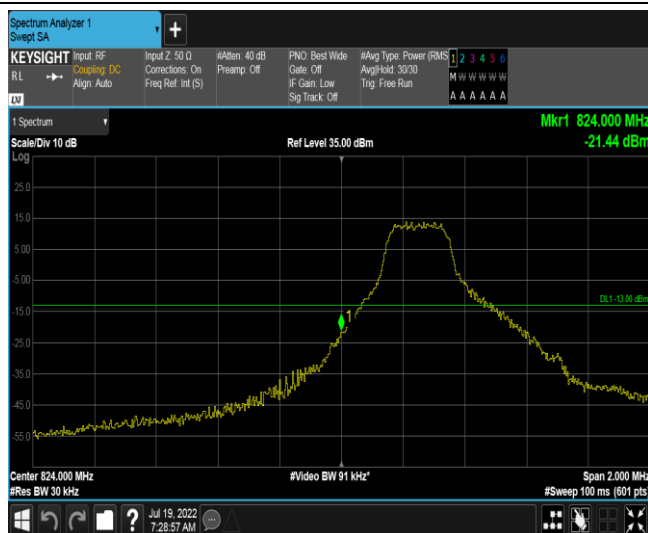 Spectrum Analyzer 1
Swept SA
+
KEYSIGHT
RL
Input: RF
Coupling: DC
Align: Auto
Input Z: 50 Ω
Corrections: On
Freq Ref: Int (S)
#Atten: 40 dB
Preamp: Off
PNO: Best Wide
Gate: Off
IF Gain: Low
Sig Track: Off
#Avg Type: Power (RMS
Avg|Hold: 30/30
Trig: Free Run
1 2 3 4 5 6
M W W W W W
A A A A A A
LXI
1 Spectrum
Mkr1 824.000 MHz
Scale/Div 10 dB
Ref Level 35.00 dBm
-21.44 dBm
Log
25.0
15.0
5.00
-5.00
DL1 -13.00 dBm
1
-15.0
-25.0
-35.0
-45.0
-55.0
Center 824.000 MHz
#Video BW 91 kHz*
Span 2.000 MHz
#Res BW 30 kHz
#Sweep 100 ms (601 pts)
?
Jul 19, 2022
7:28:57 AM